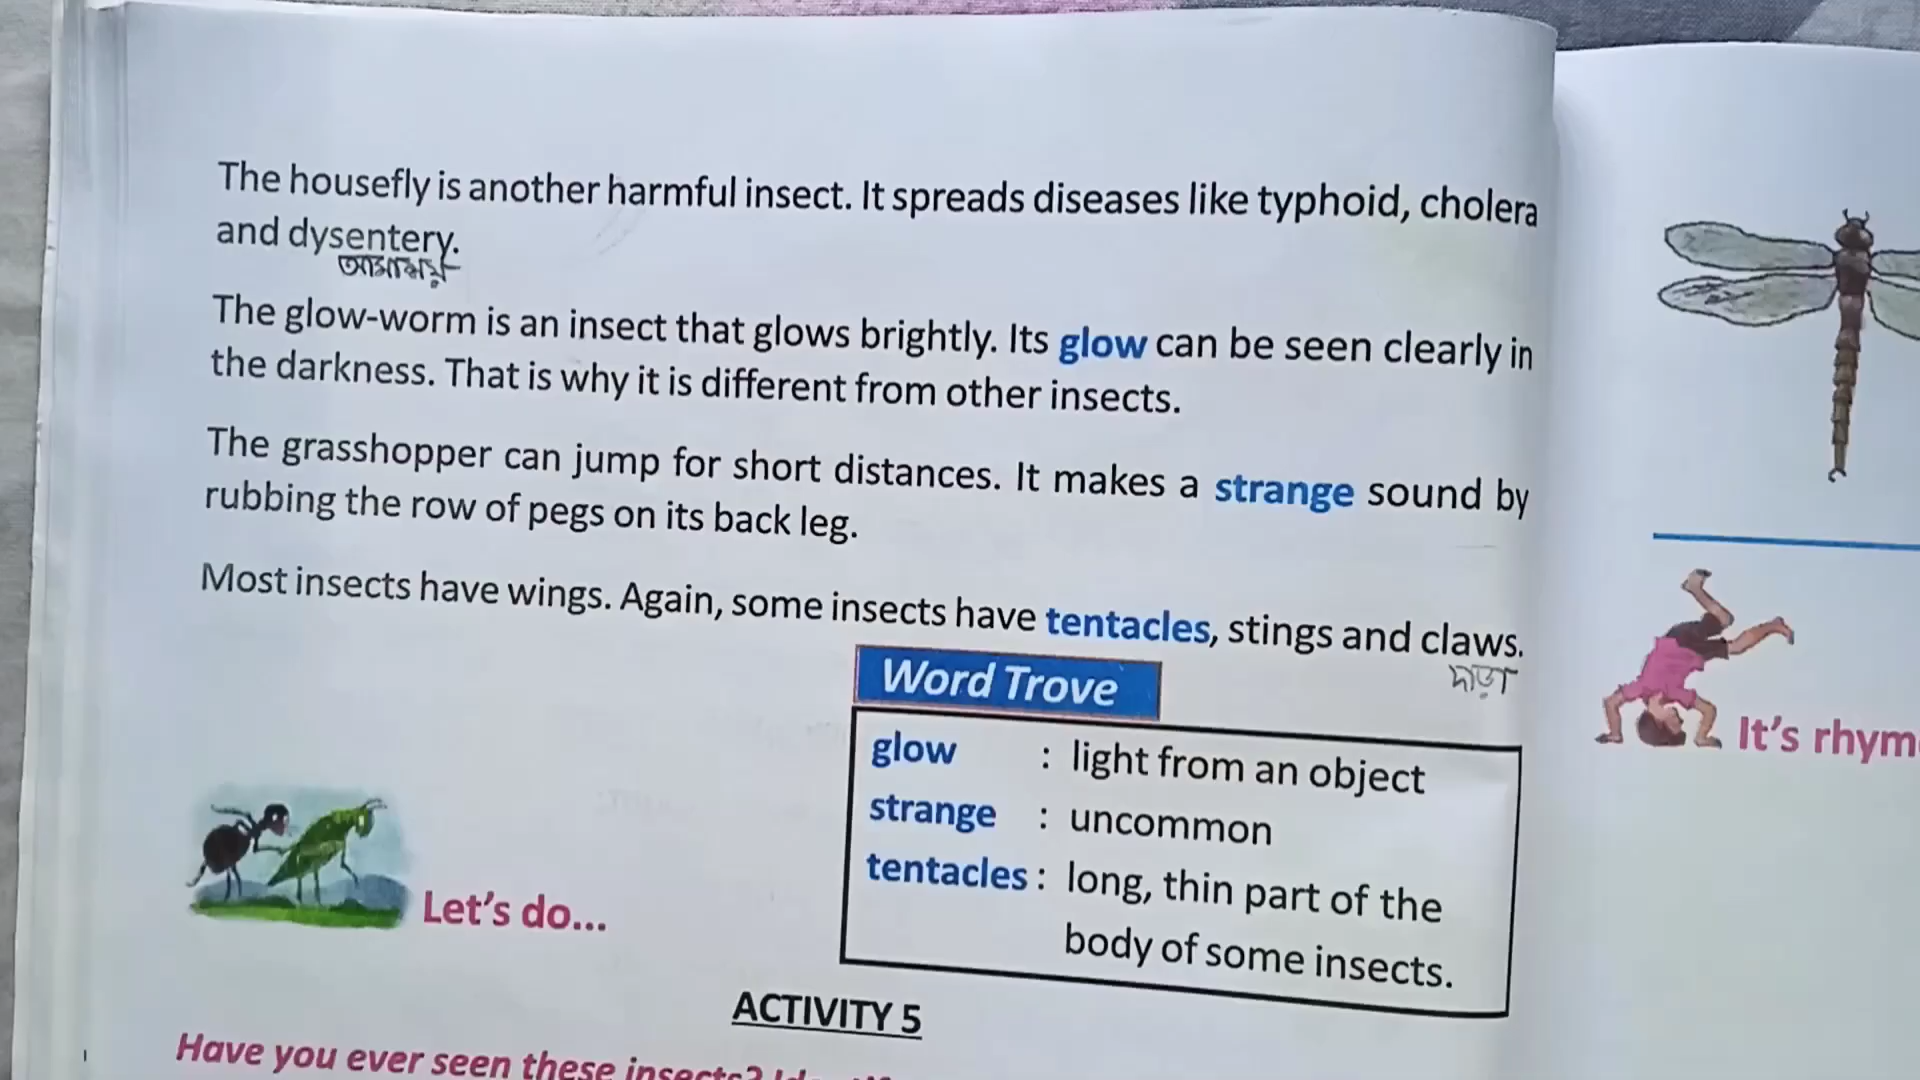 The housefly is another harmful insect. It spreads diseases like typhoid, cholera
and dysentery.
The glow-worm is an insect that glows brightly. Its glow can be seen clearly in
the darkness. That is why it is different from other insects.
The grasshopper can jump for short distances. It makes a strange sound by
rubbing the row of pegs on its back leg.
Most insects have wings. Again, some insects have tentacles, stings and claws.
দাড়া
Word Trove
glow : light from an object
strange : uncommon
tentacles : long, thin part of the
body of some insects.
Let's do...
ACTIVITY 5
Have you ever seen these insects?
It's rhym